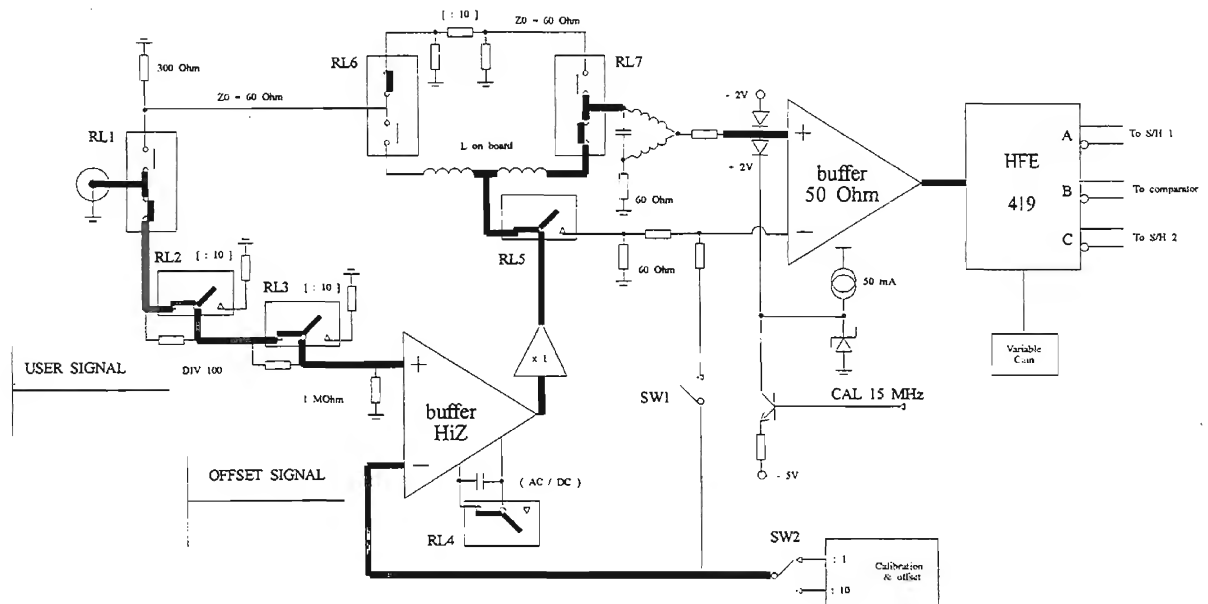 [ : 10 ]
Z0 = 60 Ohm
300 Ohm
RL6
RL7
Z0 = 60 Ohm
- 2V
RL1
L on board
+
A
To S/H 1
HFE
419
+ 2V
buffer
50 Ohm
B
To comparator
60 Ohm
C
To S/H 2
RL2
[ : 10 ]
RL5
60 Ohm
-
50 mA
RL3
[ : 10 ]
x 1
USER SIGNAL
DIV 100
+
Variable
Gain
1 MOhm
buffer
HiZ
SW1
CAL 15 MHz
OFFSET SIGNAL
-
( AC / DC )
- 5V
RL4
SW2
: 1
Calibration
& offset
: 10